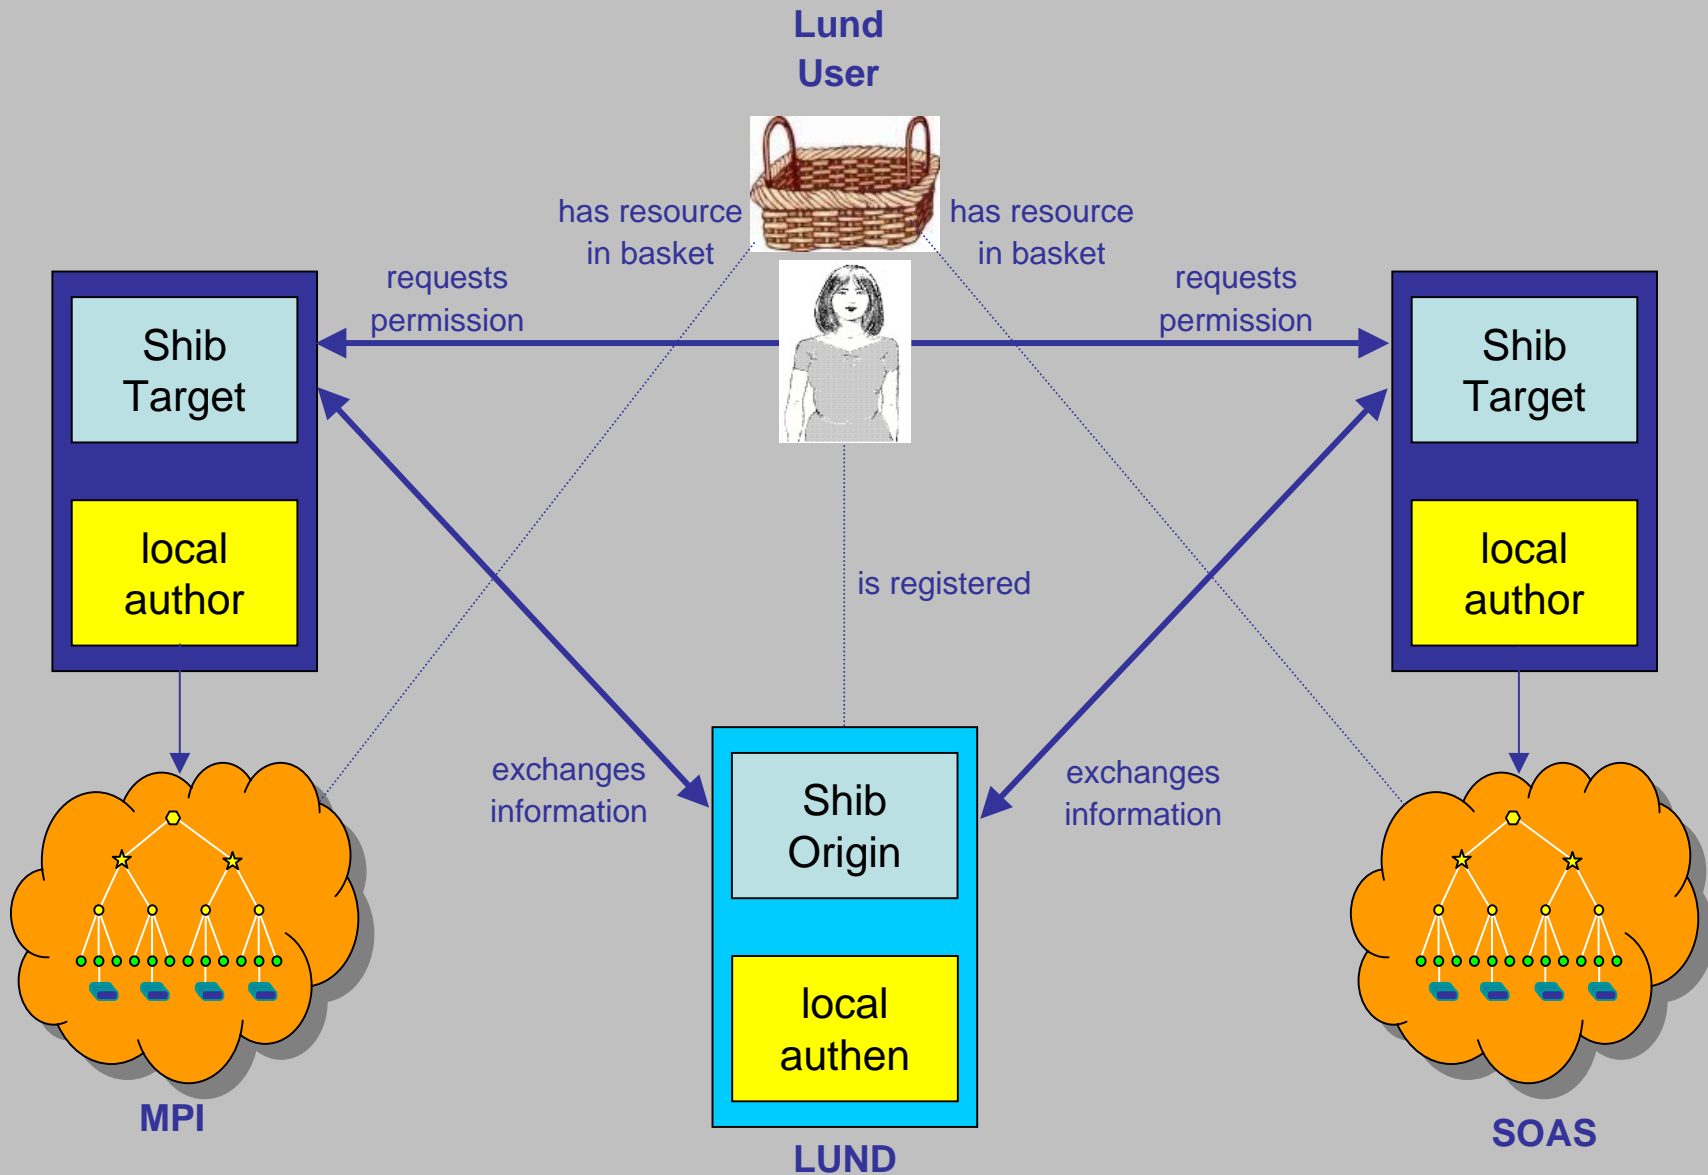 Lund
User
has resource
in basket
has resource
in basket
requests
permission
requests
permission
Shib
Target
Shib
Target
local
author
local
author
is registered
exchanges
information
exchanges
information
Shib
Origin
local
authen
MPI
SOAS
LUND